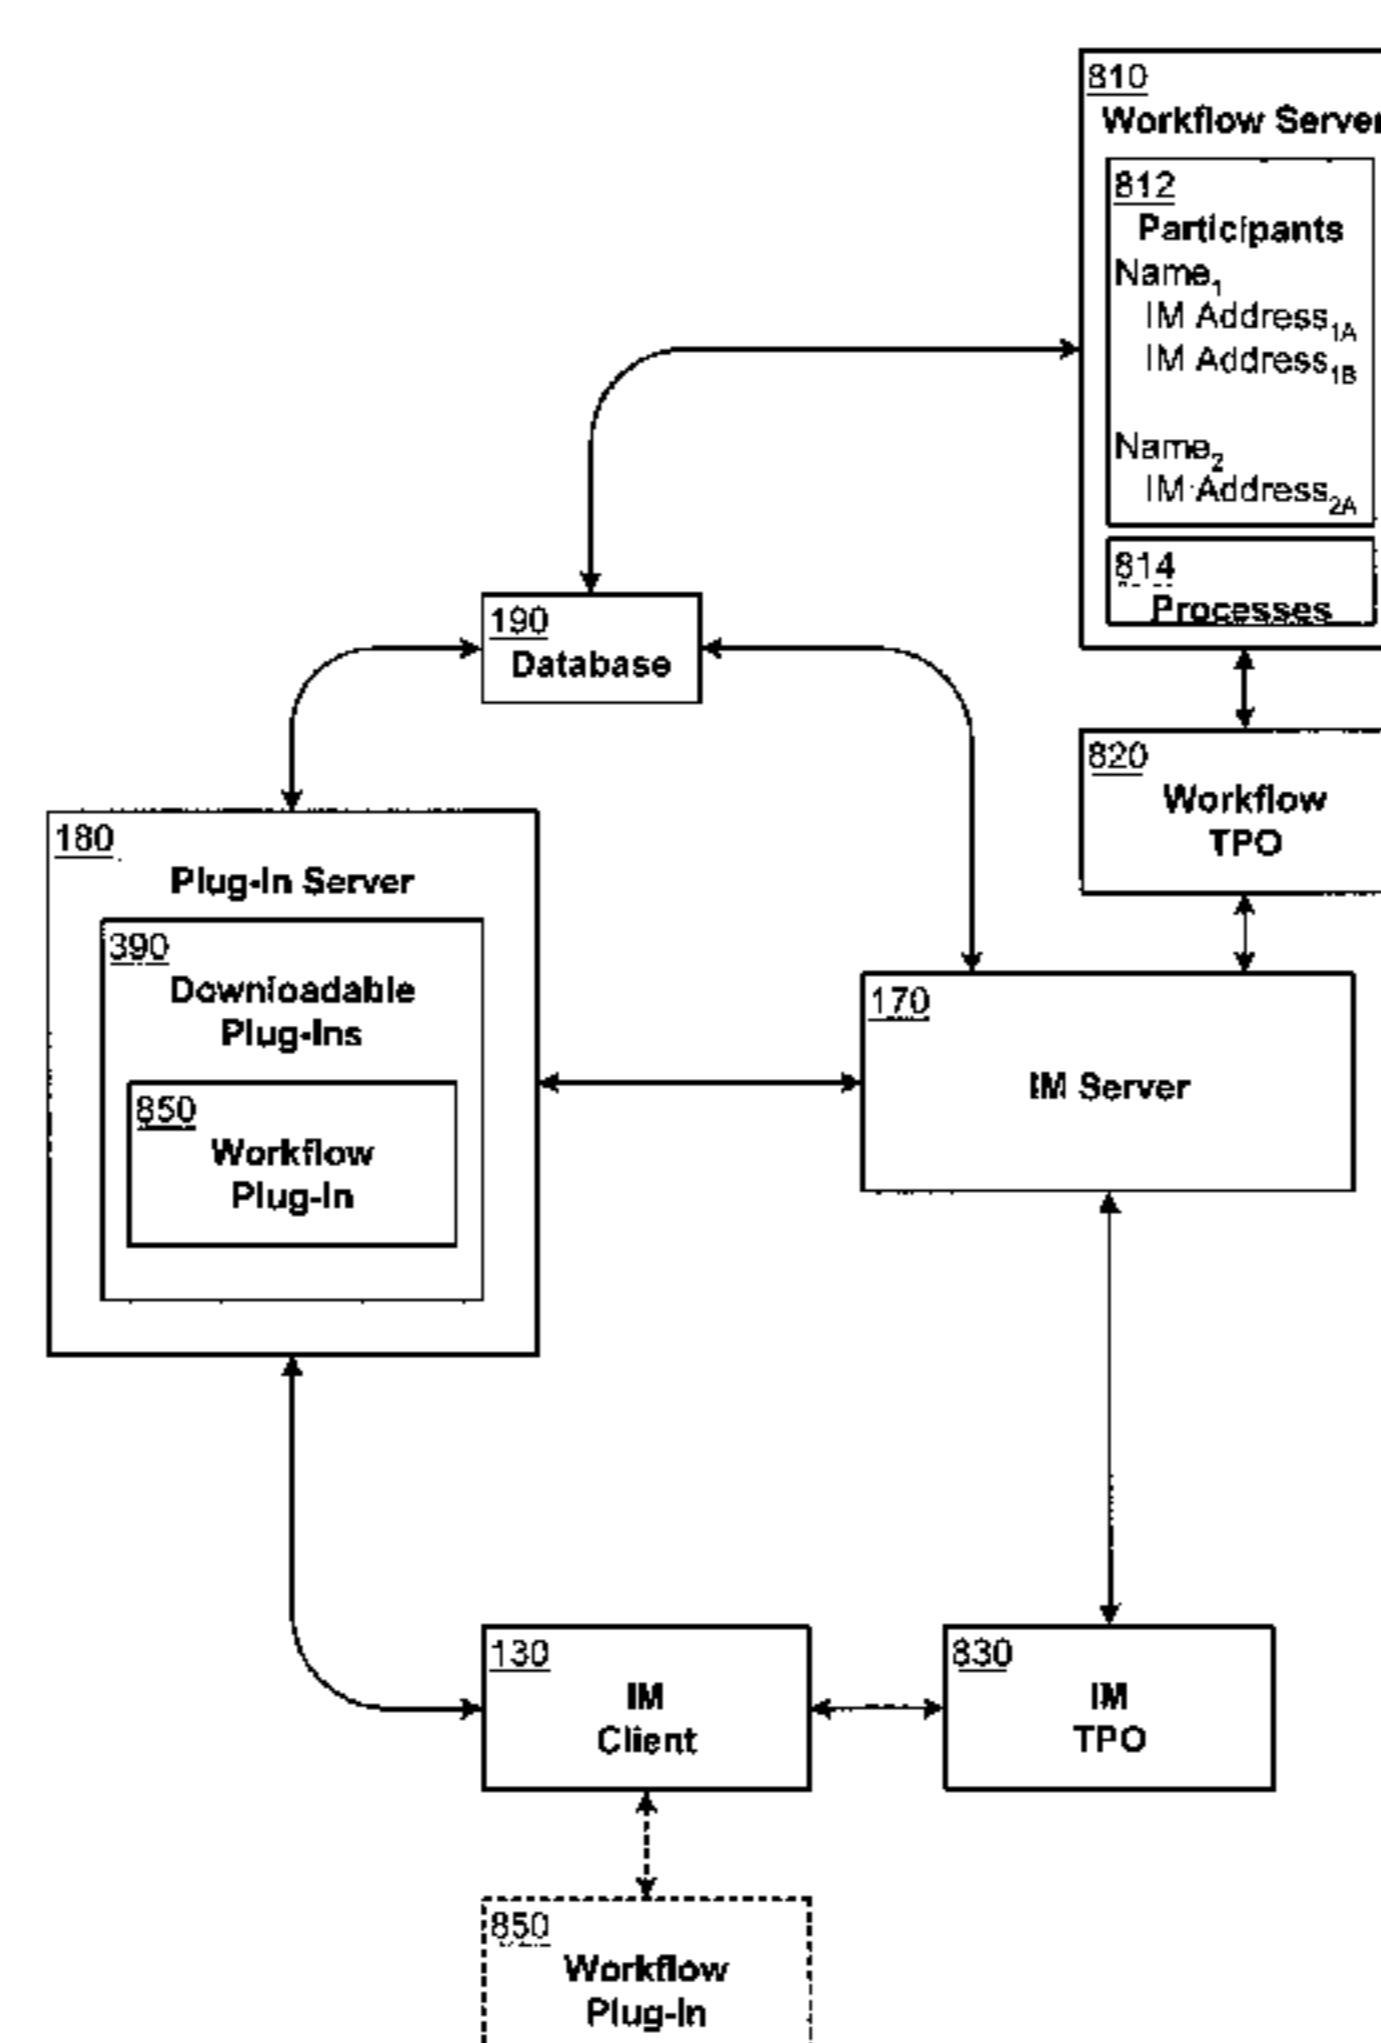 810
Workflow Server
812
Participants
Name1
IM Address1A
IM Address1B
Name2
IM Address2A
814
Processes
190
Database
820
Workflow
TPO
180
Plug-In Server
390
Downloadable
Plug-Ins
850
Workflow
Plug-In
170
IM Server
130
IM
Client
830
IM
TPO
850
Workflow
Plug-In